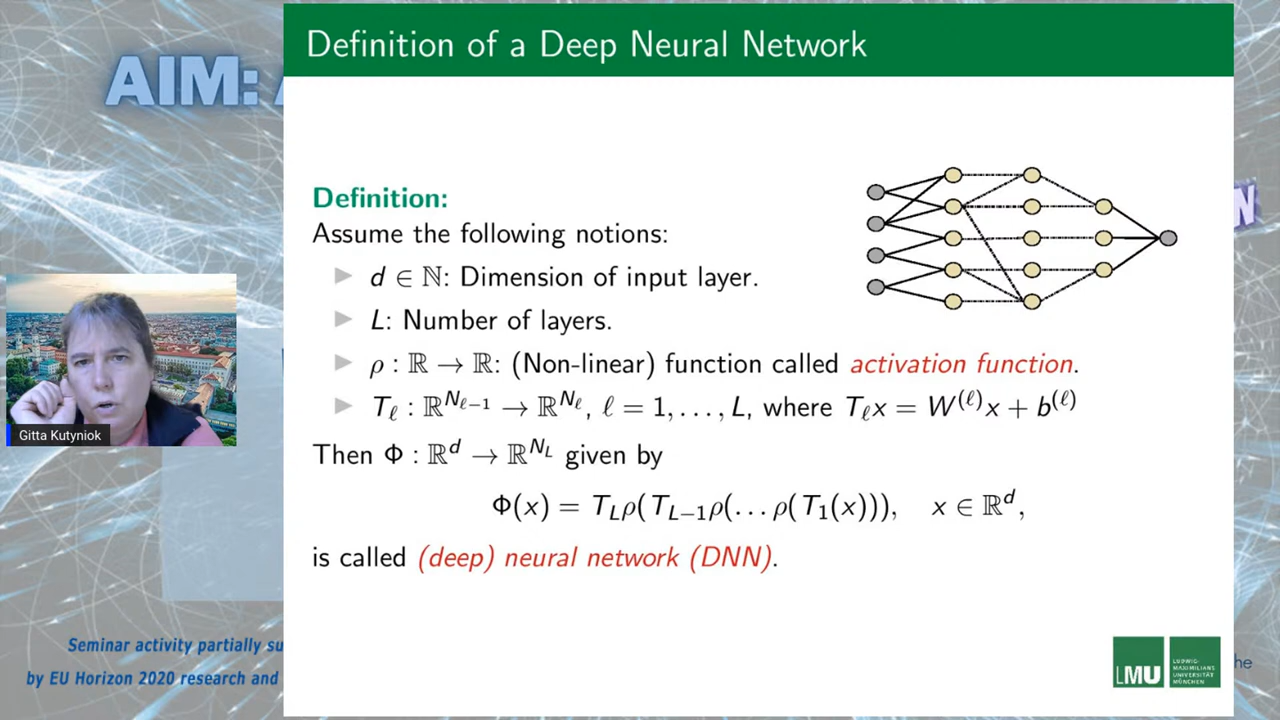 Definition of a Deep Neural Network
AIM:
Definition:
Assume the following notions:
d ∈ ℕ: Dimension of input layer.
L: Number of layers.
ρ : ℝ → ℝ: (Non-linear) function called activation function.
T_ℓ : ℝ^{N_{ℓ−1}} → ℝ^{N_ℓ}, ℓ = 1, . . . , L, where T_ℓ x = W^{(ℓ)} x + b^{(ℓ)}
Then Φ : ℝ^d → ℝ^{N_L} given by
Φ(x) = T_L ρ(T_{L−1} ρ(. . . ρ(T_1(x))), x ∈ ℝ^d,
is called (deep) neural network (DNN).
Gitta Kutyniok
Seminar activity partially su
by EU Horizon 2020 research and
LMU
LUDWIG-
MAXIMILIANS
UNIVERSITÄT
MÜNCHEN
he
N